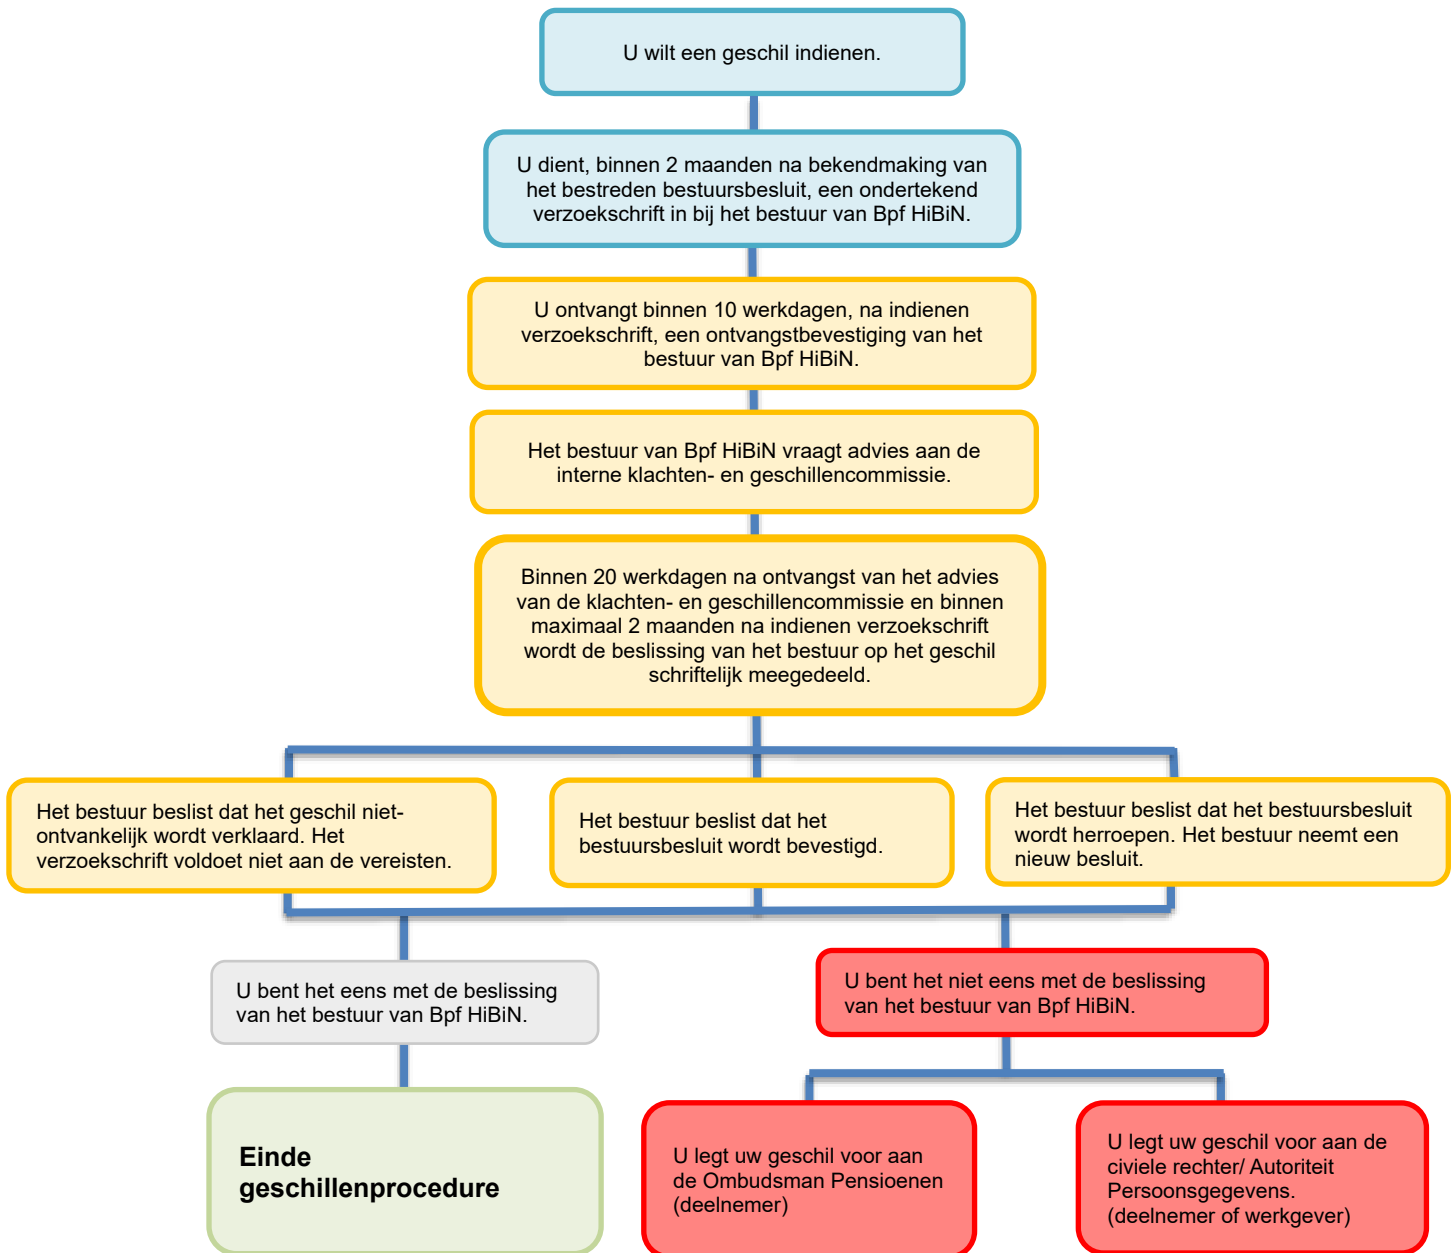 U wilt een geschil indienen.
U dient, binnen 2 maanden na bekendmaking van
het bestreden bestuursbesluit, een ondertekend
verzoekschrift in bij het bestuur van Bpf HiBiN.
U ontvangt binnen 10 werkdagen, na indienen
verzoekschrift, een ontvangstbevestiging van het
bestuur van Bpf HiBiN.
Het bestuur van Bpf HiBiN vraagt advies aan de
interne klachten- en geschillencommissie.
Binnen 20 werkdagen na ontvangst van het advies
van de klachten- en geschillencommissie en binnen
maximaal 2 maanden na indienen verzoekschrift
wordt de beslissing van het bestuur op het geschil
schriftelijk meegedeeld.
Het bestuur beslist dat het geschil niet-
ontvankelijk wordt verklaard. Het
verzoekschrift voldoet niet aan de vereisten.
Het bestuur beslist dat het
bestuursbesluit wordt bevestigd.
Het bestuur beslist dat het bestuursbesluit
wordt herroepen. Het bestuur neemt een
nieuw besluit.
U bent het eens met de beslissing
van het bestuur van Bpf HiBiN.
U bent het niet eens met de beslissing
van het bestuur van Bpf HiBiN.
Einde
geschillenprocedure
U legt uw geschil voor aan
de Ombudsman Pensioenen
(deelnemer)
U legt uw geschil voor aan de
civiele rechter/ Autoriteit
Persoonsgegevens.
(deelnemer of werkgever)